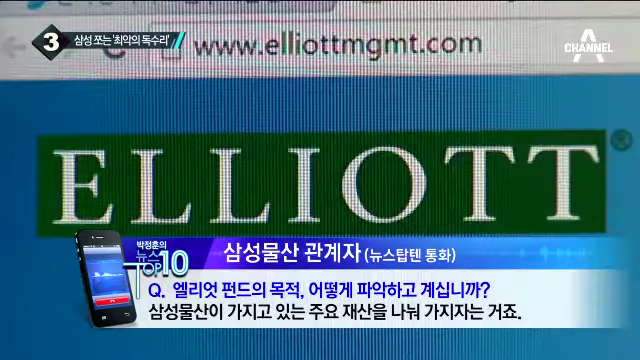 3 삼성 쪼는 '최악의 독수리'
CHANNEL A
www.elliottmgmt.com
ELLIOTT®
박정훈의
뉴스
TOP10
삼성물산 관계자 (뉴스탑텐 통화)
Q. 엘리엇 펀드의 목적, 어떻게 파악하고 계십니까?
삼성물산이 가지고 있는 주요 재산을 나눠 가지자는 거죠.